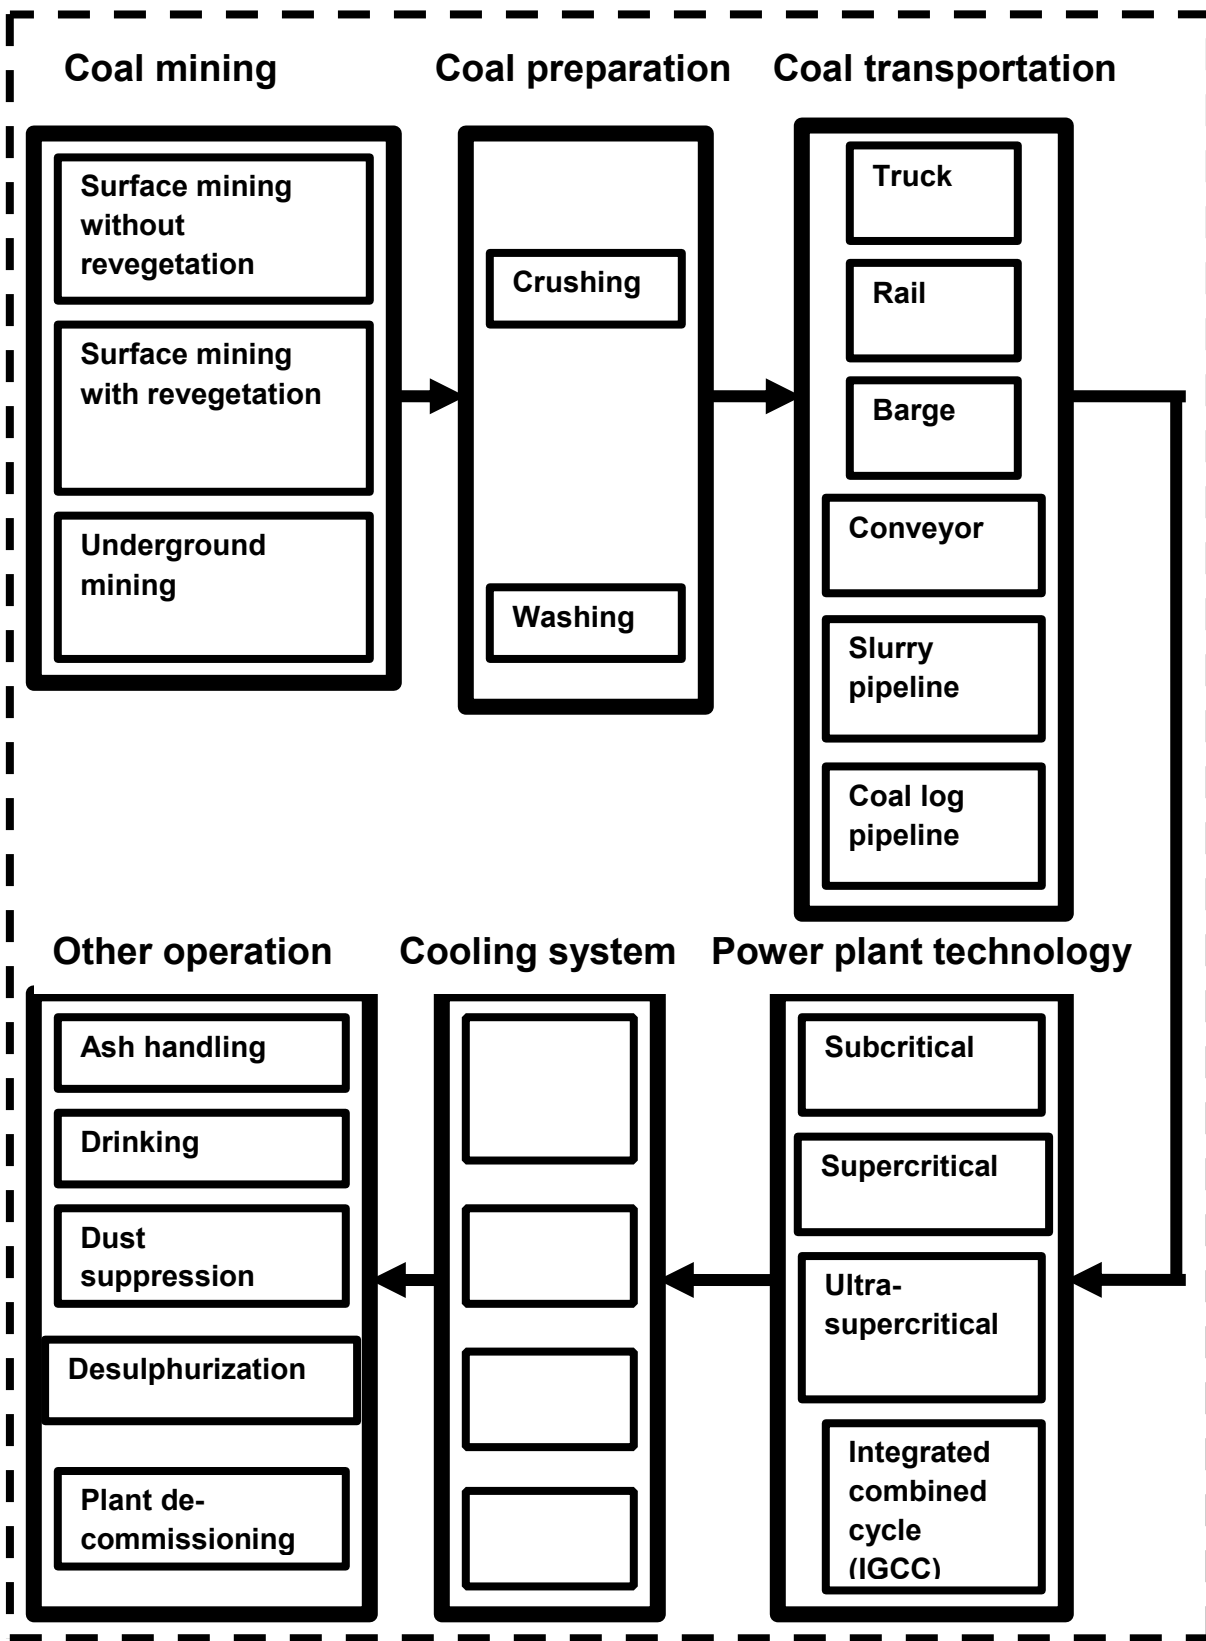 Coal mining
Coal preparation
Coal transportation
Surface mining
without
revegetation
Surface mining
with revegetation
Underground
mining
Crushing
Washing
Truck
Rail
Barge
Conveyor
Slurry
pipeline
Coal log
pipeline
Other operation
Cooling system
Power plant technology
Ash handling
Drinking
Dust
suppression
Desulphurization
Plant de-
commissioning
Subcritical
Supercritical
Ultra-
supercritical
Integrated
combined
cycle
(IGCC)